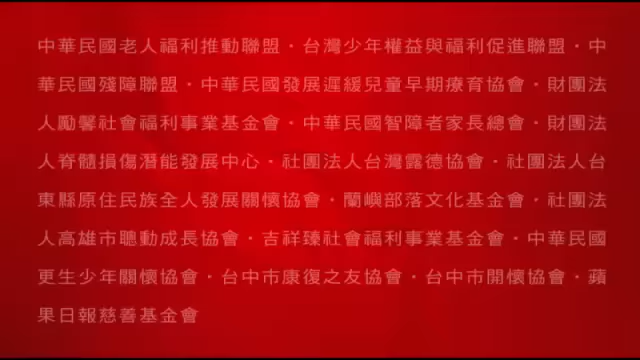 中華民國老人福利推動聯盟・台灣少年權益與福利促進聯盟・中
華民國殘障聯盟・中華民國發展遲緩兒童早期療育協會・財團法
人勵馨社會福利事業基金會・中華民國智障者家長總會・財團法
人脊髓損傷潛能發展中心・社團法人台灣露德協會・社團法人台
東縣原住民族全人發展關懷協會・蘭嶼部落文化基金會・社團法
人高雄市聰動成長協會・吉祥臻社會福利事業基金會・中華民國
更生少年關懷協會・台中市康復之友協會・台中市開懷協會・蘋
果日報慈善基金會